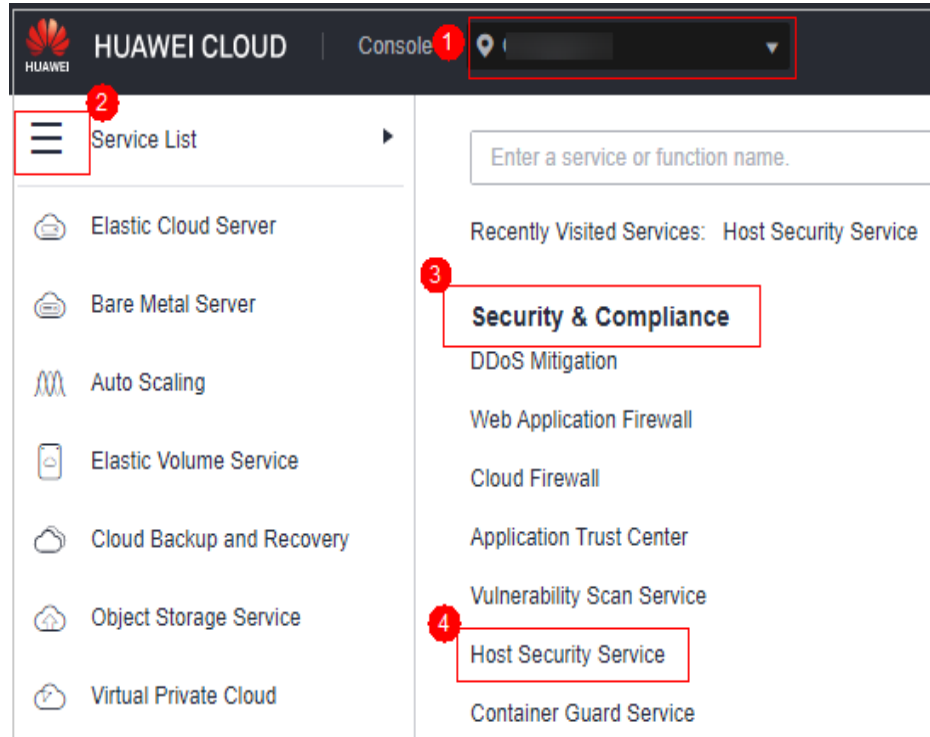 HUAWEI
HUAWEI CLOUD
Console
1
2
Service List
Enter a service or function name.
Elastic Cloud Server
Recently Visited Services: Host Security Service
3
Bare Metal Server
Security & Compliance
DDoS Mitigation
Auto Scaling
Web Application Firewall
Elastic Volume Service
Cloud Firewall
Cloud Backup and Recovery
Application Trust Center
Vulnerability Scan Service
Object Storage Service
4
Host Security Service
Virtual Private Cloud
Container Guard Service